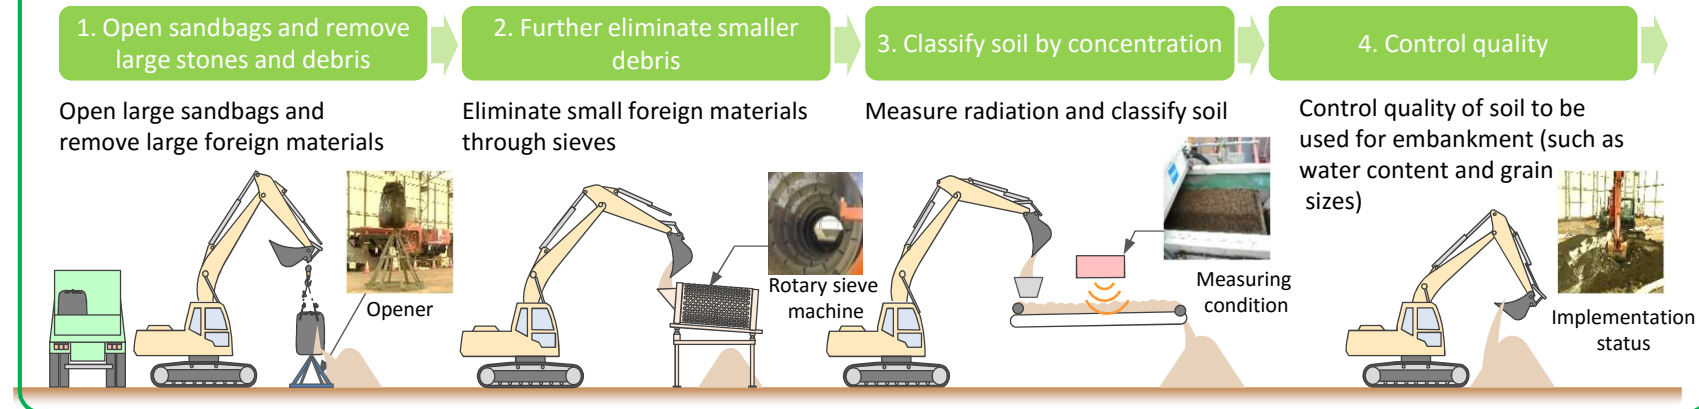 1. Open sandbags and remove
large stones and debris
2. Further eliminate smaller
debris
3. Classify soil by concentration
4. Control quality
Open large sandbags and
remove large foreign materials
Eliminate small foreign materials
through sieves
Measure radiation and classify soil
Control quality of soil to be
used for embankment (such as
water content and grain
sizes)
Opener
Rotary sieve
machine
Measuring
condition
Implementation
status